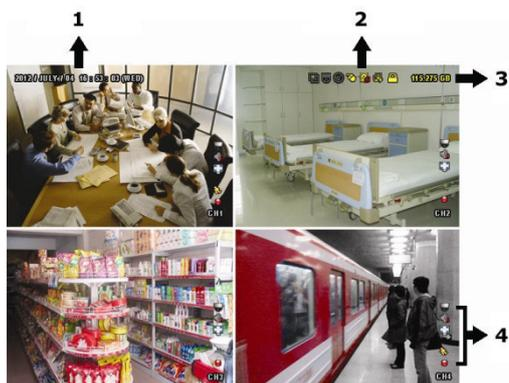 1
2
2012 / JULY / 04 16 : 53 : 03 (WED)
115.275 GB
3
CH1
CH2
CH3
CH4
4